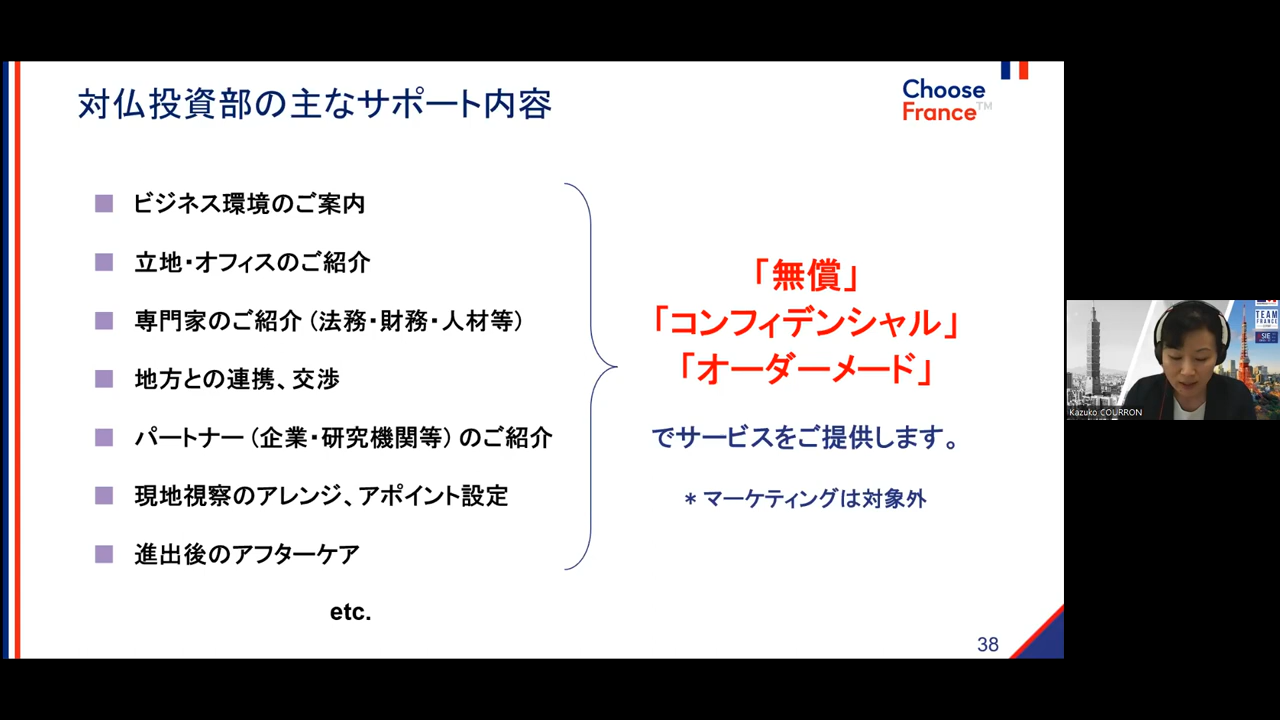 対仏投資部の主なサポート内容
Choose
France™
ビジネス環境のご案内
立地・オフィスのご紹介
専門家のご紹介（法務・財務・人材等）
地方との連携、交渉
パートナー（企業・研究機関等）のご紹介
現地視察のアレンジ、アポイント設定
進出後のアフターケア
etc.
「無償」
「コンフィデンシャル」
「オーダーメード」
でサービスをご提供します。
＊マーケティングは対象外
38
TEAM
FRANCE
SIE
Kazuko COURRON